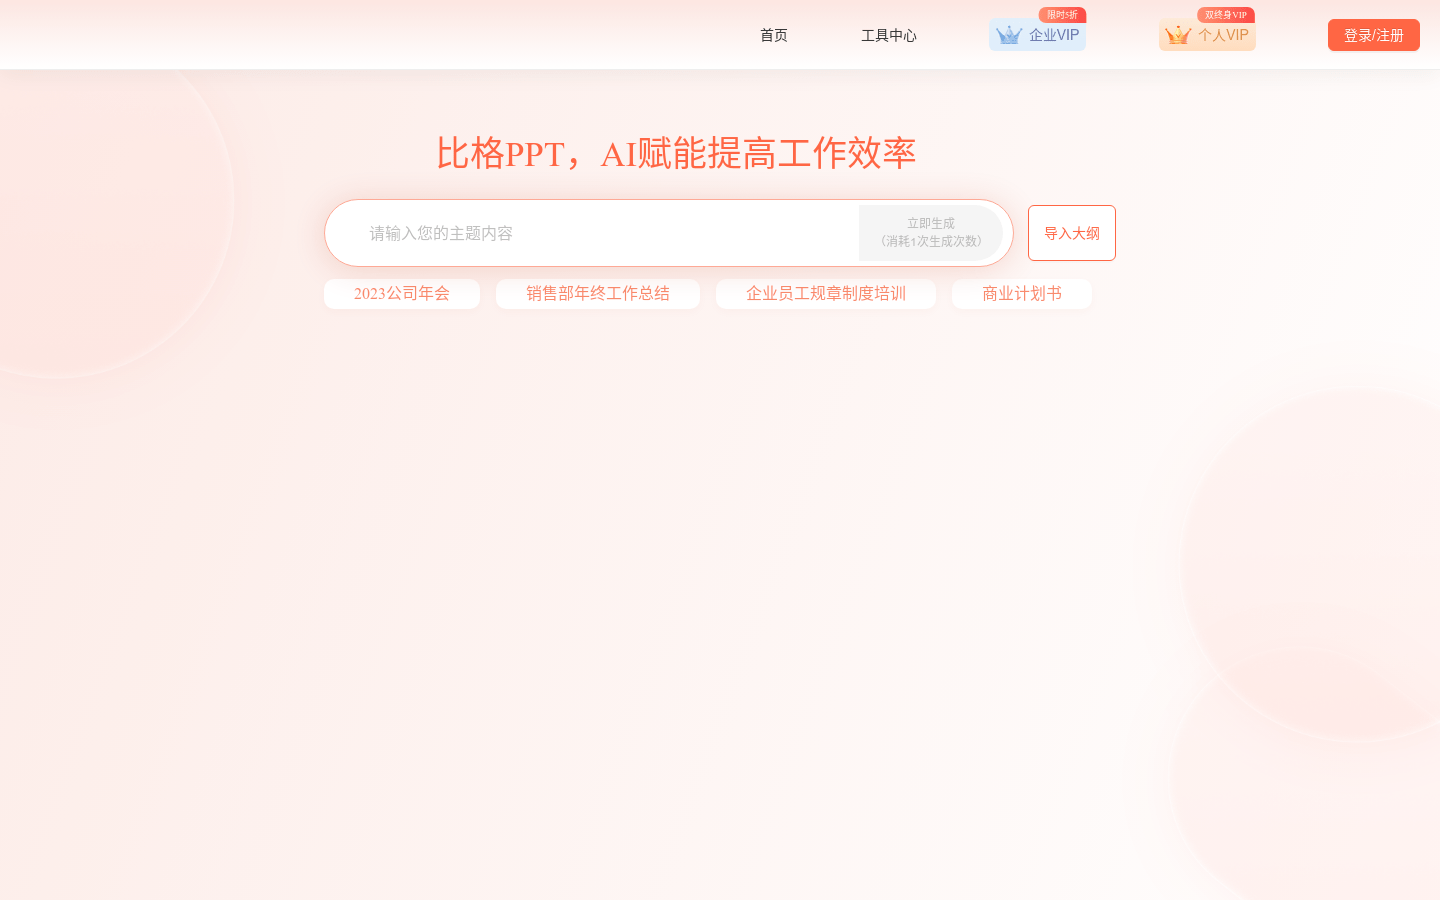 首页
工具中心
限时5折
企业VIP
双终身VIP
个人VIP
登录/注册
比格PPT，AI赋能提高工作效率
请输入您的主题内容
立即生成
（消耗1次生成次数）
导入大纲
2023公司年会
销售部年终工作总结
企业员工规章制度培训
商业计划书